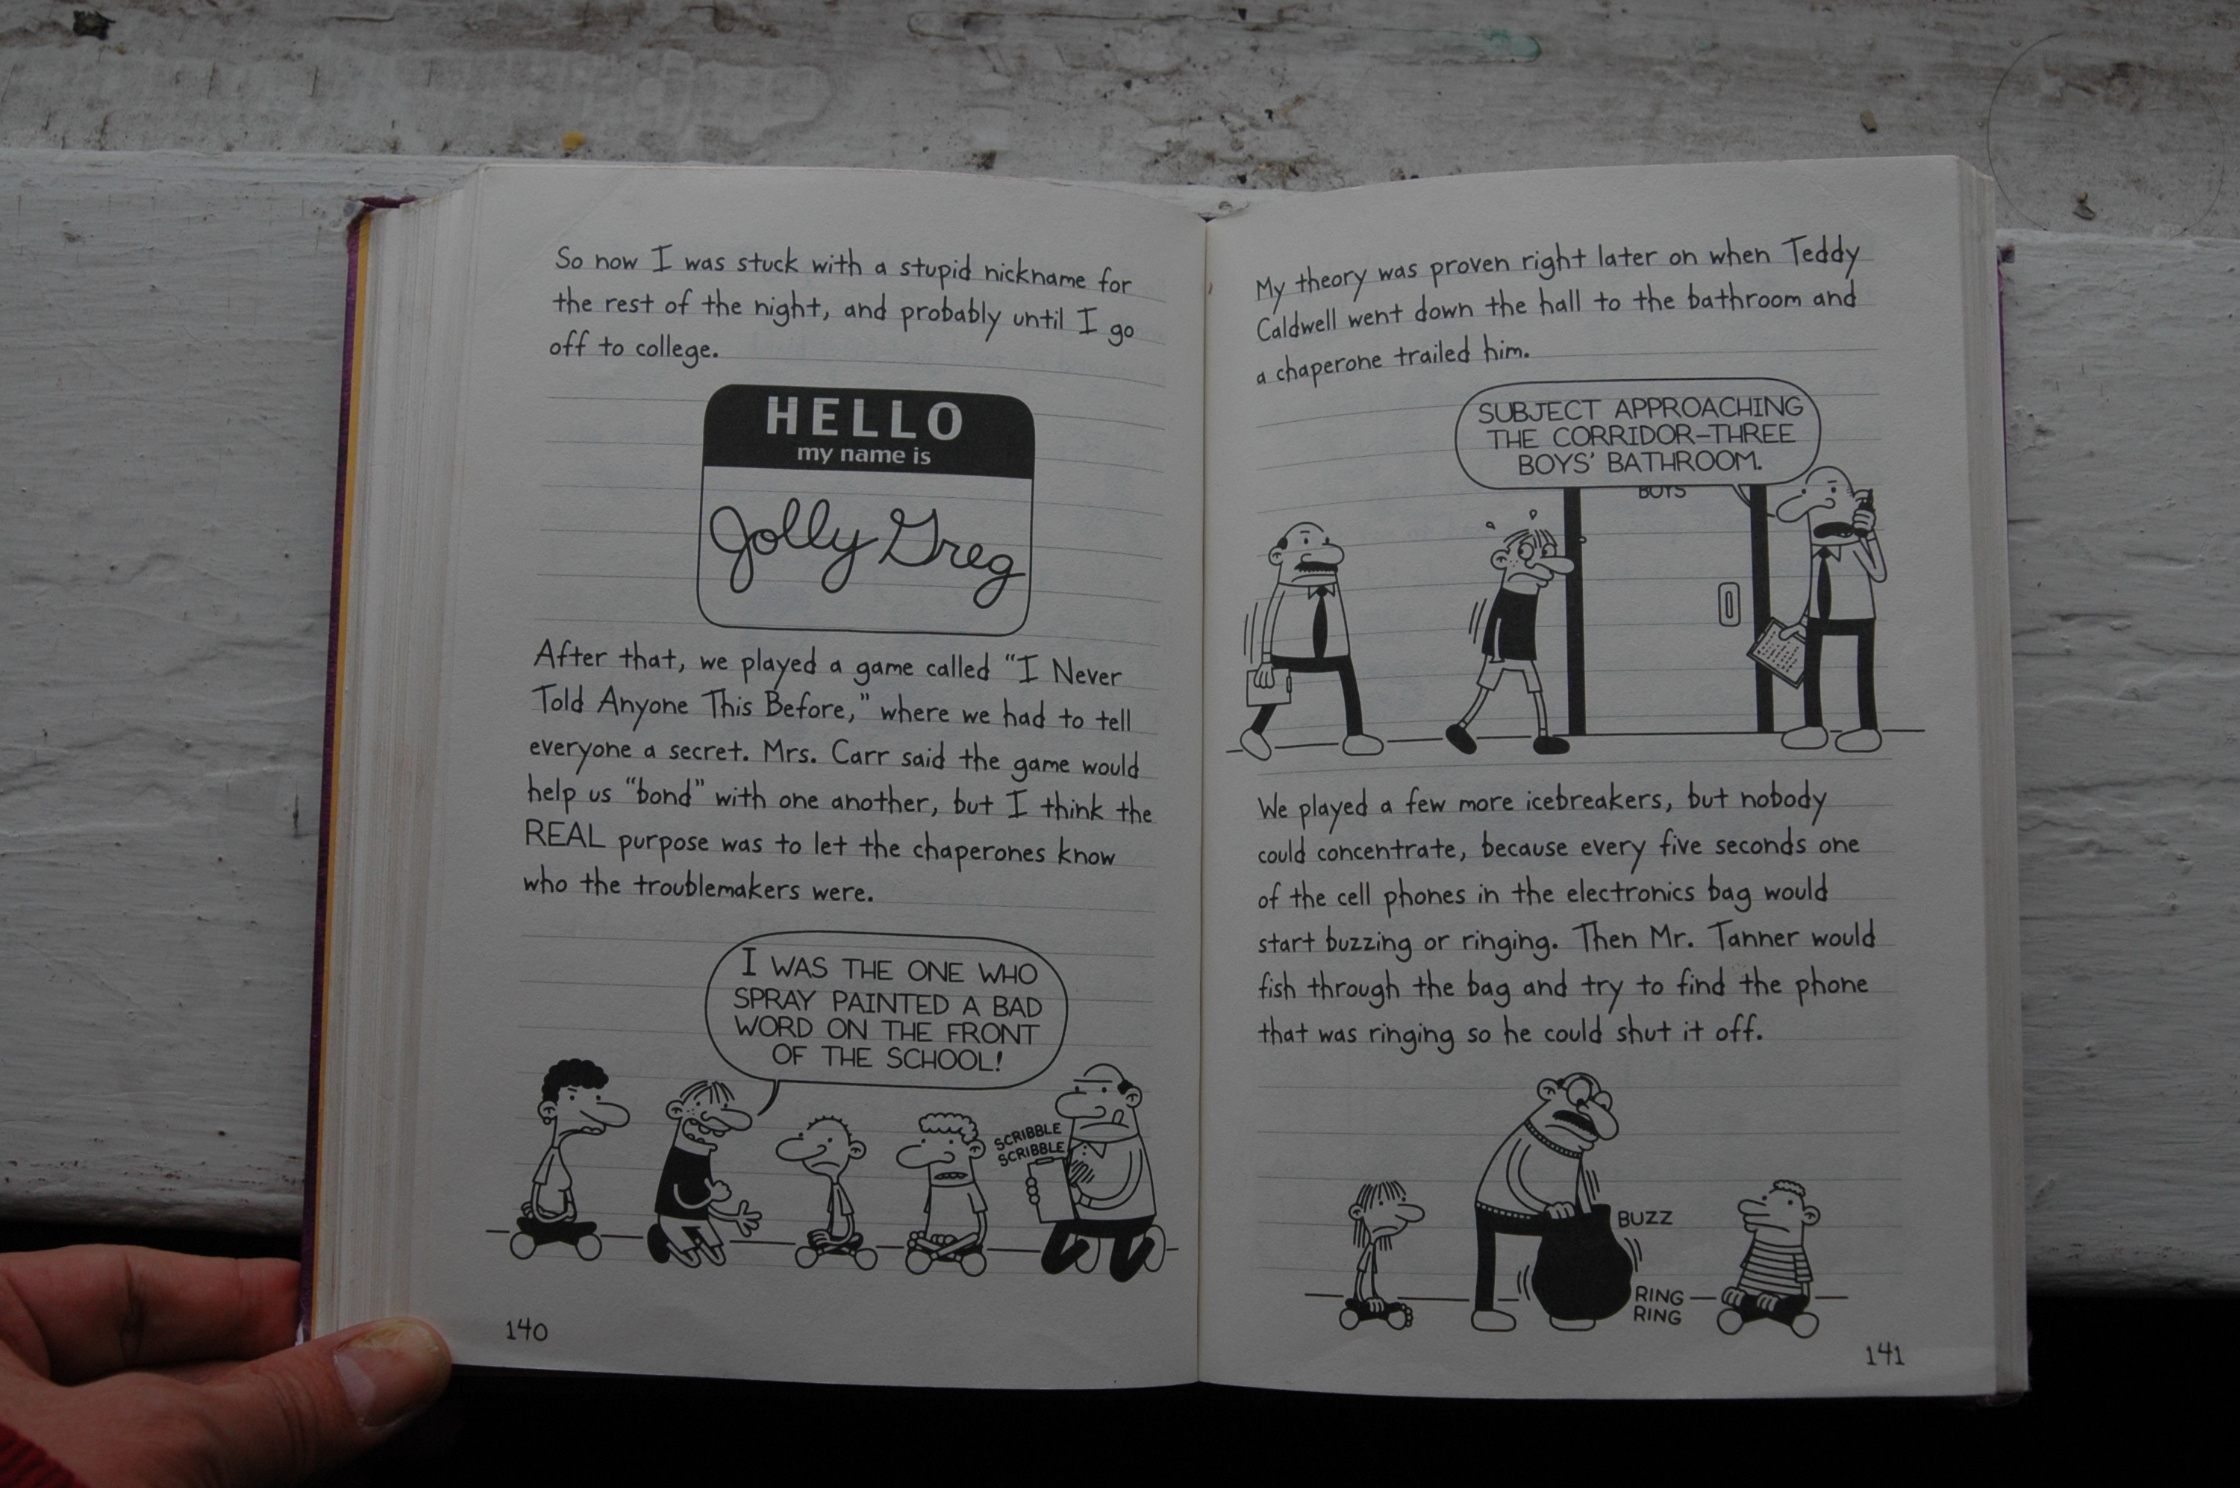 So now I was stuck with a stupid nickname for
the rest of the night, and probably until I go
off to college.
HELLO
my name is
Jolly Greg
After that, we played a game called "I Never
Told Anyone This Before," where we had to tell
everyone a secret. Mrs. Carr said the game would
help us "bond" with one another, but I think the
REAL purpose was to let the chaperones know
who the troublemakers were.
I WAS THE ONE WHO
SPRAY PAINTED A BAD
WORD ON THE FRONT
OF THE SCHOOL!
SCRIBBLE
SCRIBBLE
140
My theory was proven right later on when Teddy
Caldwell went down the hall to the bathroom and
a chaperone trailed him.
SUBJECT APPROACHING
THE CORRIDOR-THREE
BOYS' BATHROOM.
BOYS
We played a few more icebreakers, but nobody
could concentrate, because every five seconds one
of the cell phones in the electronics bag would
start buzzing or ringing. Then Mr. Tanner would
fish through the bag and try to find the phone
that was ringing so he could shut it off.
BUZZ
RING
RING
141